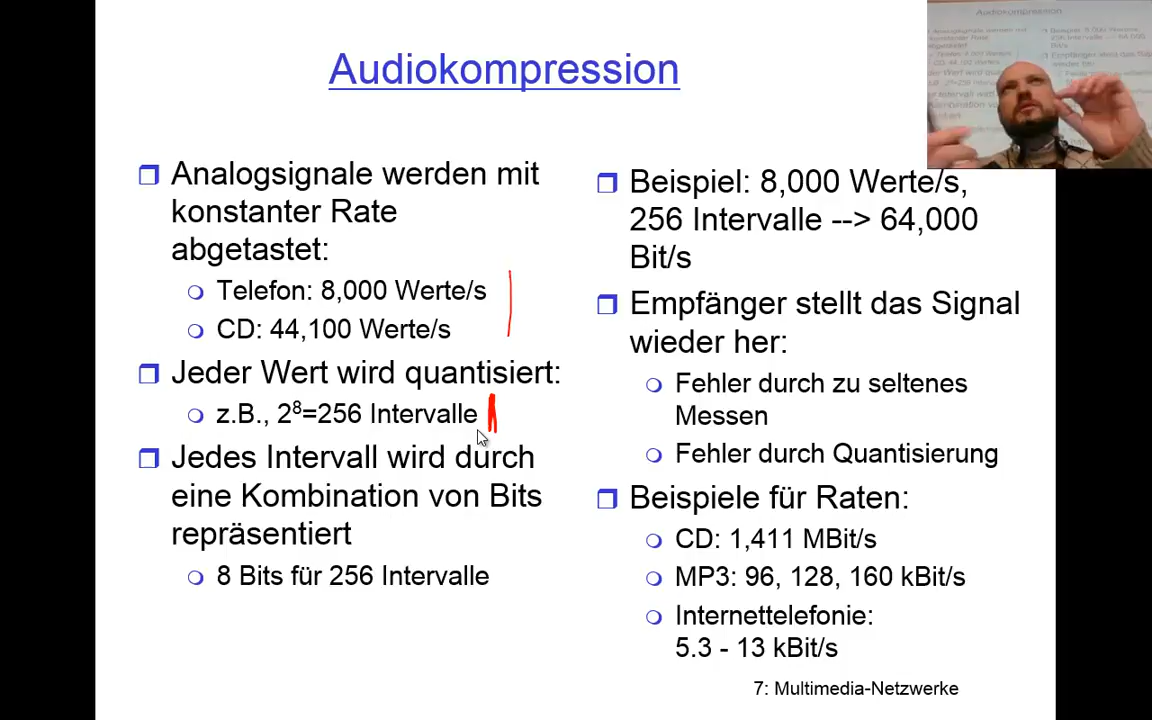 Audiokompression
Analogsignale werden mit
konstanter Rate
abgetastet:
Telefon: 8,000 Werte/s
CD: 44,100 Werte/s
Jeder Wert wird quantisiert:
z.B., 2⁸=256 Intervalle
Jedes Intervall wird durch
eine Kombination von Bits
repräsentiert
8 Bits für 256 Intervalle
Beispiel: 8,000 Werte/s,
256 Intervalle --> 64,000
Bit/s
Empfänger stellt das Signal
wieder her:
Fehler durch zu seltenes
Messen
Fehler durch Quantisierung
Beispiele für Raten:
CD: 1,411 MBit/s
MP3: 96, 128, 160 kBit/s
Internettelefonie:
5.3 - 13 kBit/s
7: Multimedia-Netzwerke
Audiokompression